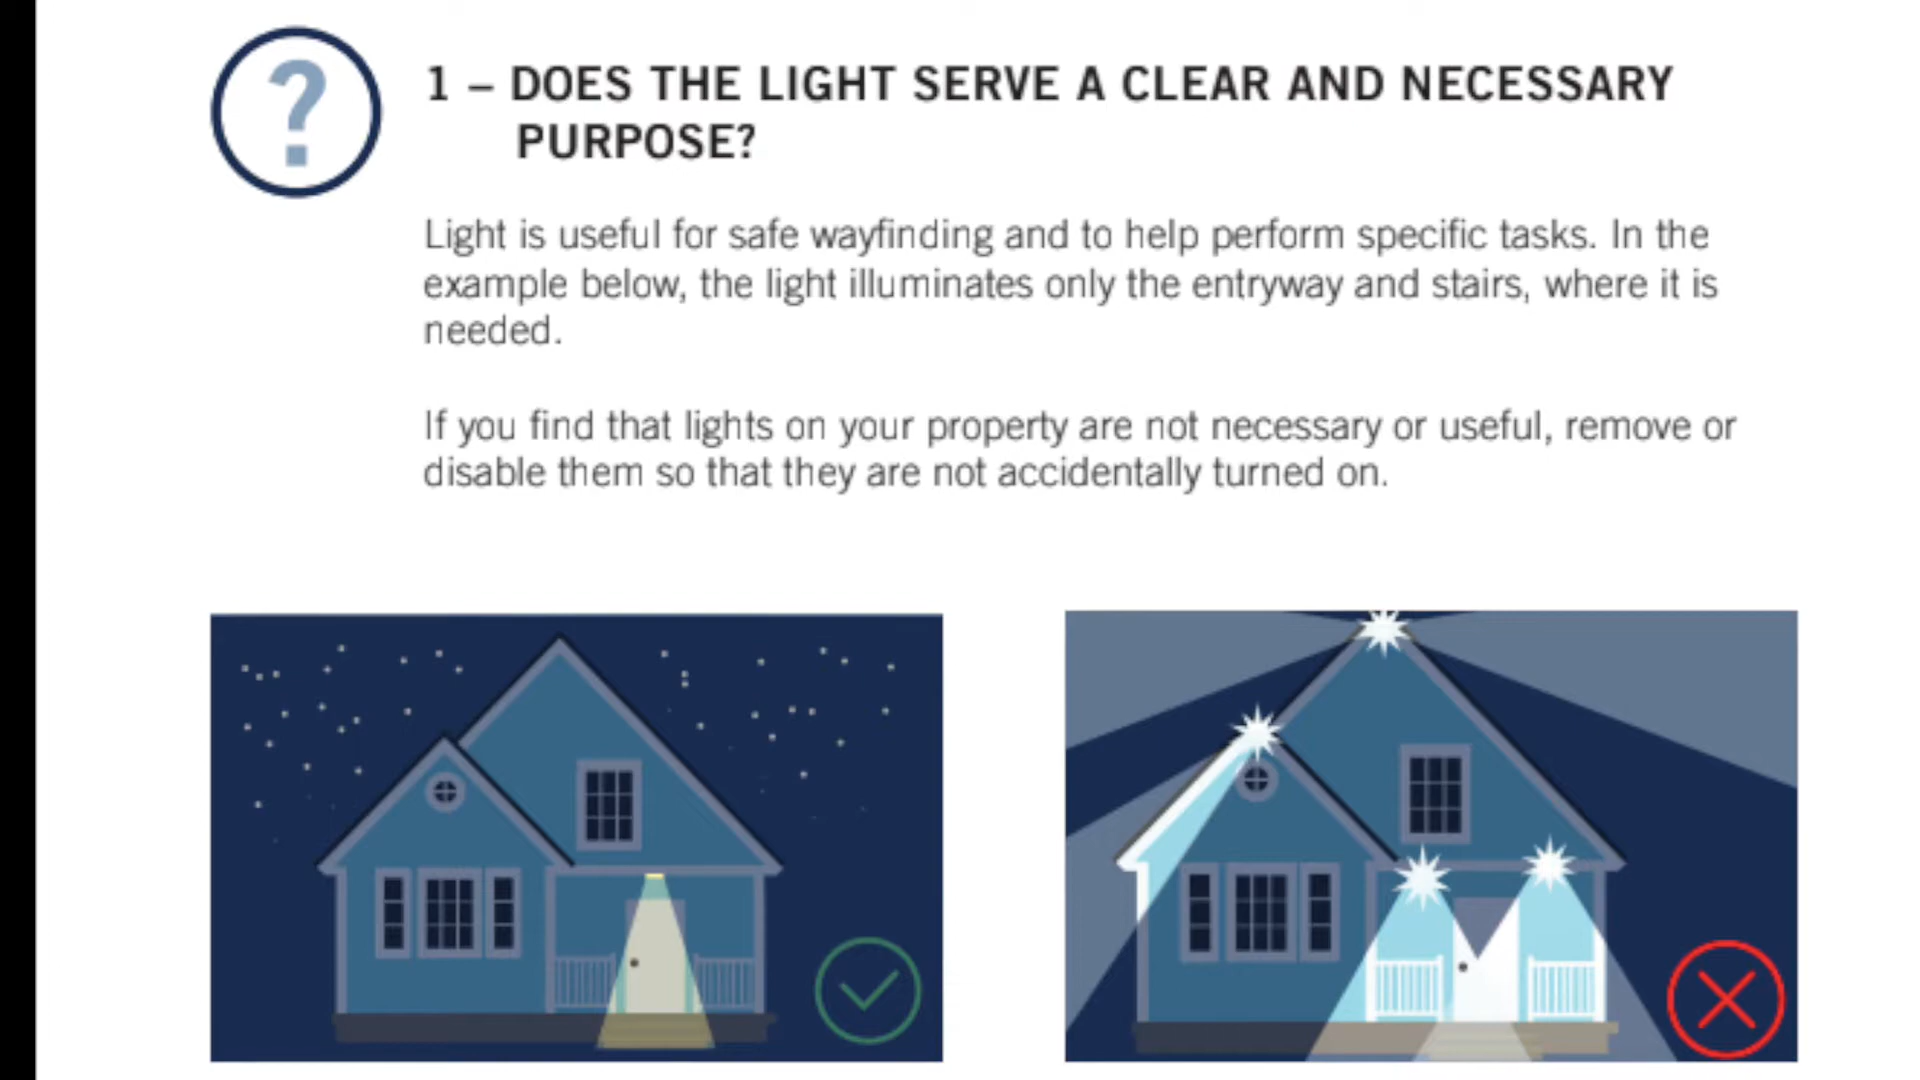 ?
1 – DOES THE LIGHT SERVE A CLEAR AND NECESSARY
PURPOSE?
Light is useful for safe wayfinding and to help perform specific tasks. In the
example below, the light illuminates only the entryway and stairs, where it is
needed.
If you find that lights on your property are not necessary or useful, remove or
disable them so that they are not accidentally turned on.